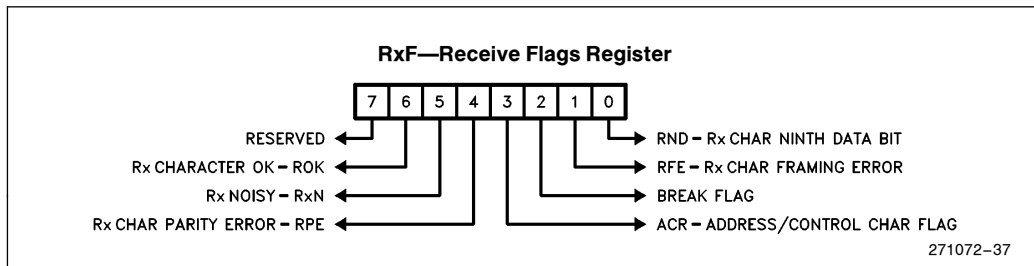 RxF—Receive Flags Register
7 6 5 4 3 2 1 0
RESERVED
RND - Rx CHAR NINTH DATA BIT
Rx CHARACTER OK - ROK
RFE - Rx CHAR FRAMING ERROR
Rx NOISY - RxN
BREAK FLAG
Rx CHAR PARITY ERROR - RPE
ACR - ADDRESS/CONTROL CHAR FLAG
271072-37